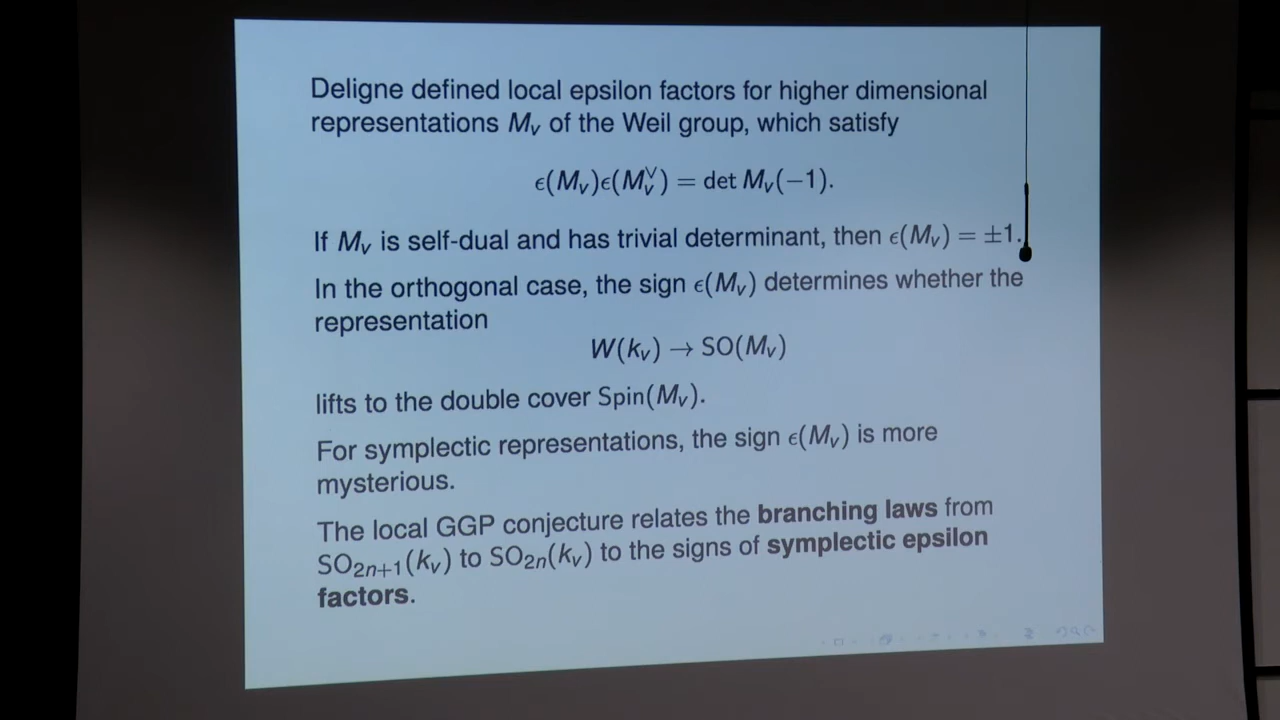 Deligne defined local epsilon factors for higher dimensional
representations M_v of the Weil group, which satisfy
ϵ(M_v)ϵ(M_v^∨) = det M_v(−1).
If M_v is self-dual and has trivial determinant, then ϵ(M_v) = ±1.
In the orthogonal case, the sign ϵ(M_v) determines whether the
representation
W(k_v) → SO(M_v)
lifts to the double cover Spin(M_v).
For symplectic representations, the sign ϵ(M_v) is more
mysterious.
The local GGP conjecture relates the branching laws from
SO_{2n+1}(k_v) to SO_{2n}(k_v) to the signs of symplectic epsilon
factors.